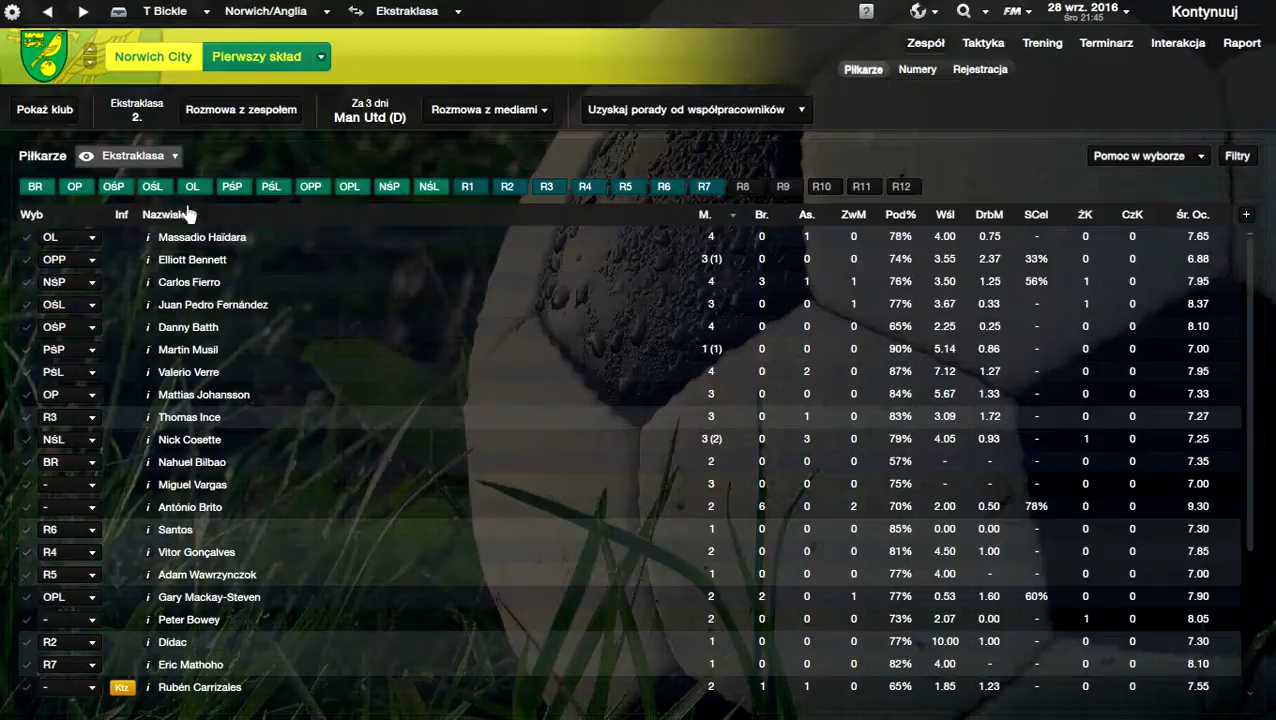 T Bickle Norwich/Anglia Ekstraklasa ? FM 28 wrz. 2016 Śro 21:45 Kontynuuj
Norwich City Pierwszy skład Zespół Taktyka Trening Terminarz Interakcja Raport
Piłkarze Numery Rejestracja
Pokaż klub Ekstraklasa 2. Rozmowa z zespołem Za 3 dni Man Utd (D) Rozmowa z mediami Uzyskaj porady od współpracowników
Piłkarze Ekstraklasa Pomoc w wyborze Filtry
BR OP OŚP OŚL OL PŚP PŚL OPP OPL NŚP NŚL R1 R2 R3 R4 R5 R6 R7 R8 R9 R10 R11 R12
Wyb Inf Nazwisk M. Br. As. ZwM Pod% Wśl DrbM SCel ŻK CzK Śr. Oc. +
OL i Massadio Haïdara 4 0 1 0 78% 4.00 0.75 - 0 0 7.65
OPP i Elliott Bennett 3 (1) 0 0 0 74% 3.55 2.37 33% 0 0 6.88
NŚP i Carlos Fierro 4 3 1 1 76% 3.50 1.25 56% 1 0 7.95
OŚL i Juan Pedro Fernández 3 0 0 1 77% 3.67 0.33 - 1 0 8.37
OŚP i Danny Batth 4 0 0 0 65% 2.25 0.25 - 0 0 8.10
PŚP i Martin Musil 1 (1) 0 0 0 90% 5.14 0.86 - 0 0 7.00
PŚL i Valerio Verre 4 0 2 0 87% 7.12 1.27 - 0 0 7.95
OP i Mattias Johansson 3 0 0 0 84% 5.67 1.33 - 0 0 7.33
R3 i Thomas Ince 3 0 1 0 83% 3.09 1.72 - 0 0 7.27
NŚL i Nick Cosette 3 (2) 0 3 0 79% 4.05 0.93 - 1 0 7.25
BR i Nahuel Bilbao 2 0 0 0 57% - - - 0 0 7.35
- i Miguel Vargas 3 0 0 0 75% - - - 0 0 7.00
- i António Brito 2 6 0 2 70% 2.00 0.50 78% 0 0 9.30
R6 i Santos 1 0 0 0 85% 0.00 0.00 - 0 0 7.30
R4 i Vitor Gonçalves 2 0 0 0 81% 4.50 1.00 - 0 0 7.85
R5 i Adam Wawrzynczok 1 0 0 0 77% - - - 0 0 7.00
OPL i Gary Mackay-Steven 2 2 0 1 77% 0.53 1.60 60% 0 0 7.90
- i Peter Bowey 2 0 0 0 73% 2.07 0.00 - 1 0 8.05
R2 i Dídac 1 0 0 0 77% 10.00 1.00 - 0 0 7.30
R7 i Eric Mathoho 1 0 0 0 82% 4.00 - - 0 0 8.10
- Ktz i Rubén Carrizales 2 1 1 0 65% 1.85 1.23 - 0 0 7.55